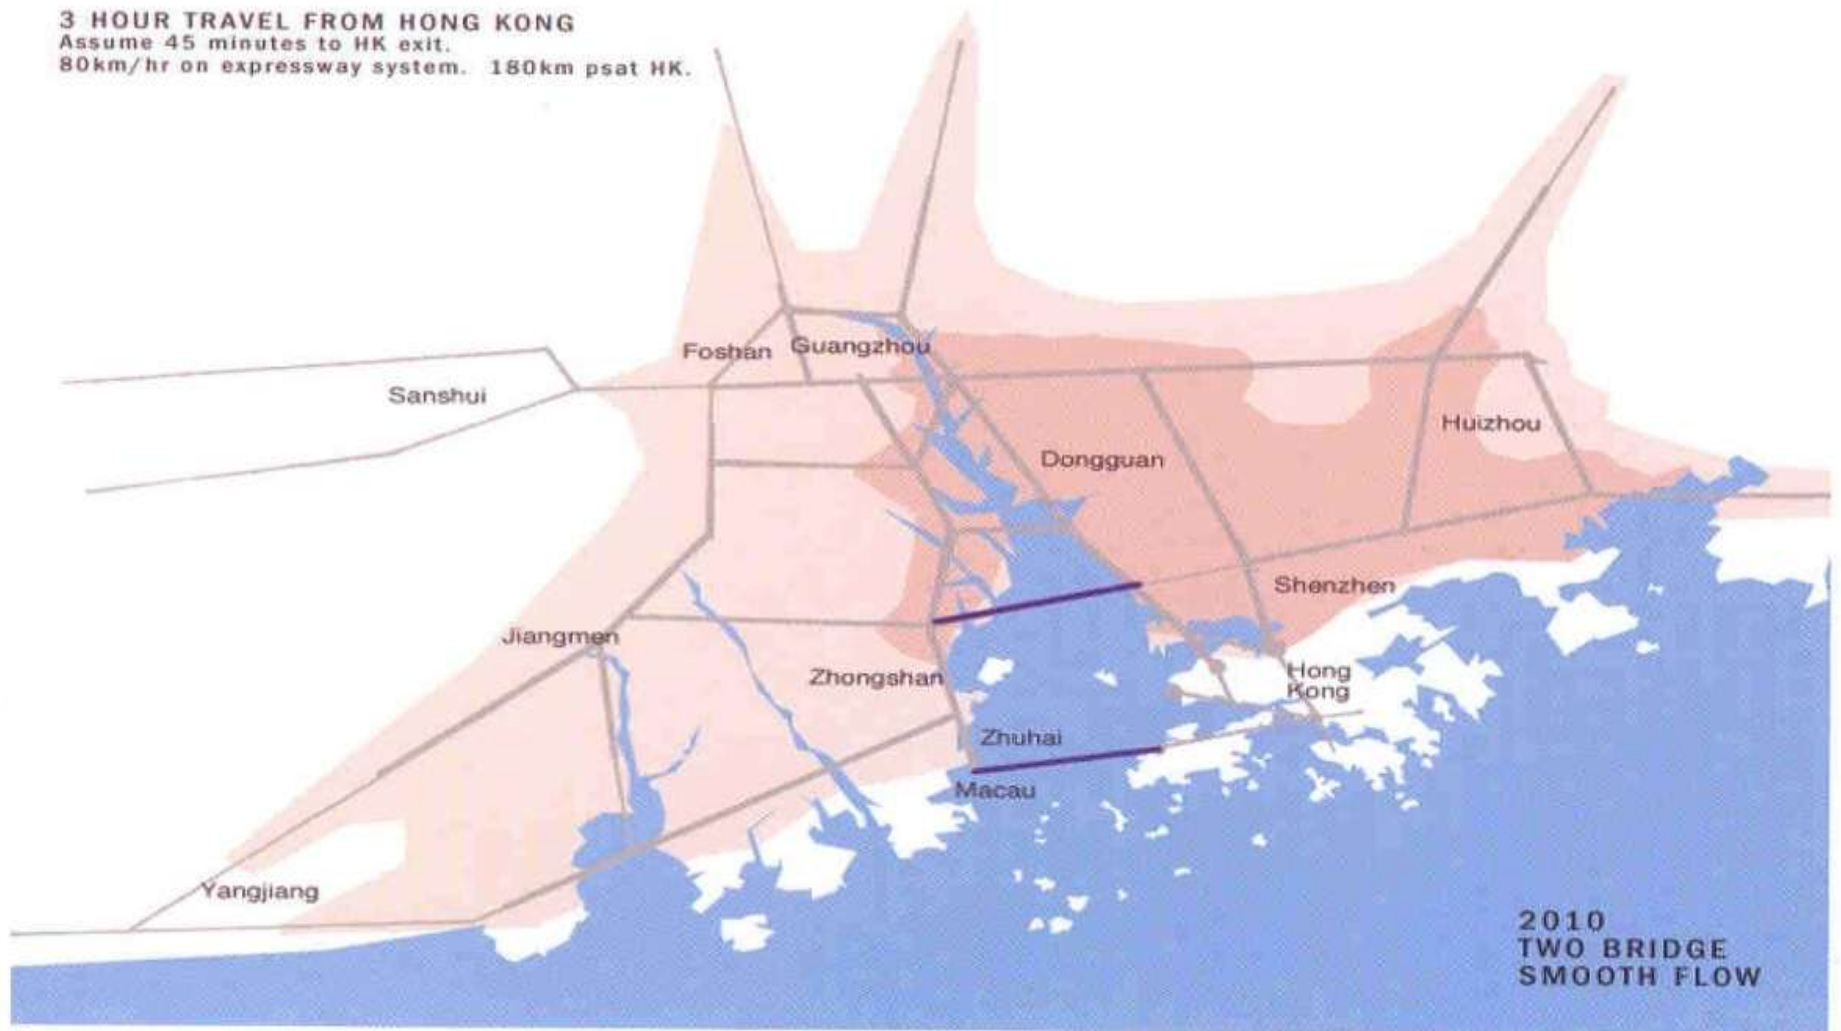 3 HOUR TRAVEL FROM HONG KONG
Assume 45 minutes to HK exit.
80km/hr on expressway system. 180km psat HK.
Foshan
Guangzhou
Sanshui
Huizhou
Dongguan
Shenzhen
Jiangmen
Zhongshan
Hong
Kong
Zhuhai
Macau
Yangjiang
2010
TWO BRIDGE
SMOOTH FLOW